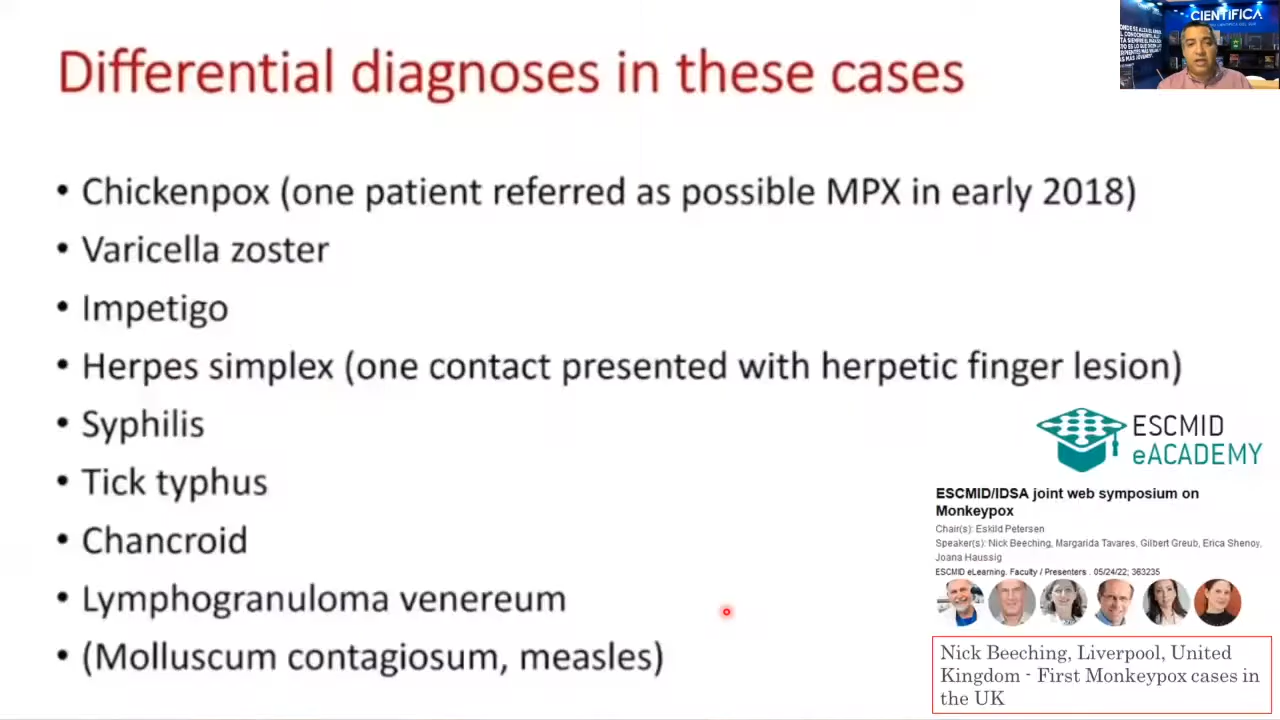 Differential diagnoses in these cases
• Chickenpox (one patient referred as possible MPX in early 2018)
• Varicella zoster
• Impetigo
• Herpes simplex (one contact presented with herpetic finger lesion)
• Syphilis
• Tick typhus
• Chancroid
• Lymphogranuloma venereum
• (Molluscum contagiosum, measles)
CIENTÍFICA
ESCMID
eACADEMY
ESCMID/IDSA joint web symposium on
Monkeypox
Chair(s): Eskild Petersen
Speaker(s): Nick Beeching, Margarida Tavares, Gilbert Greub, Erica Shenoy,
Joana Haussig
ESCMID eLearning. Faculty / Presenters . 05/24/22; 363235
Nick Beeching, Liverpool, United
Kingdom - First Monkeypox cases in
the UK